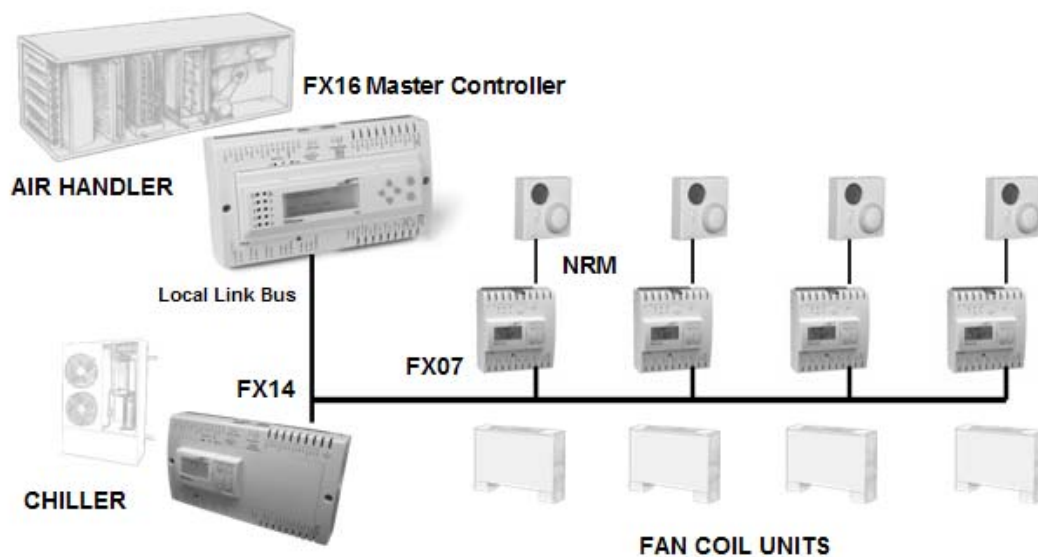 FX16 Master Controller
AIR HANDLER
NRM
Local Link Bus
FX07
FX14
CHILLER
FAN COIL UNITS